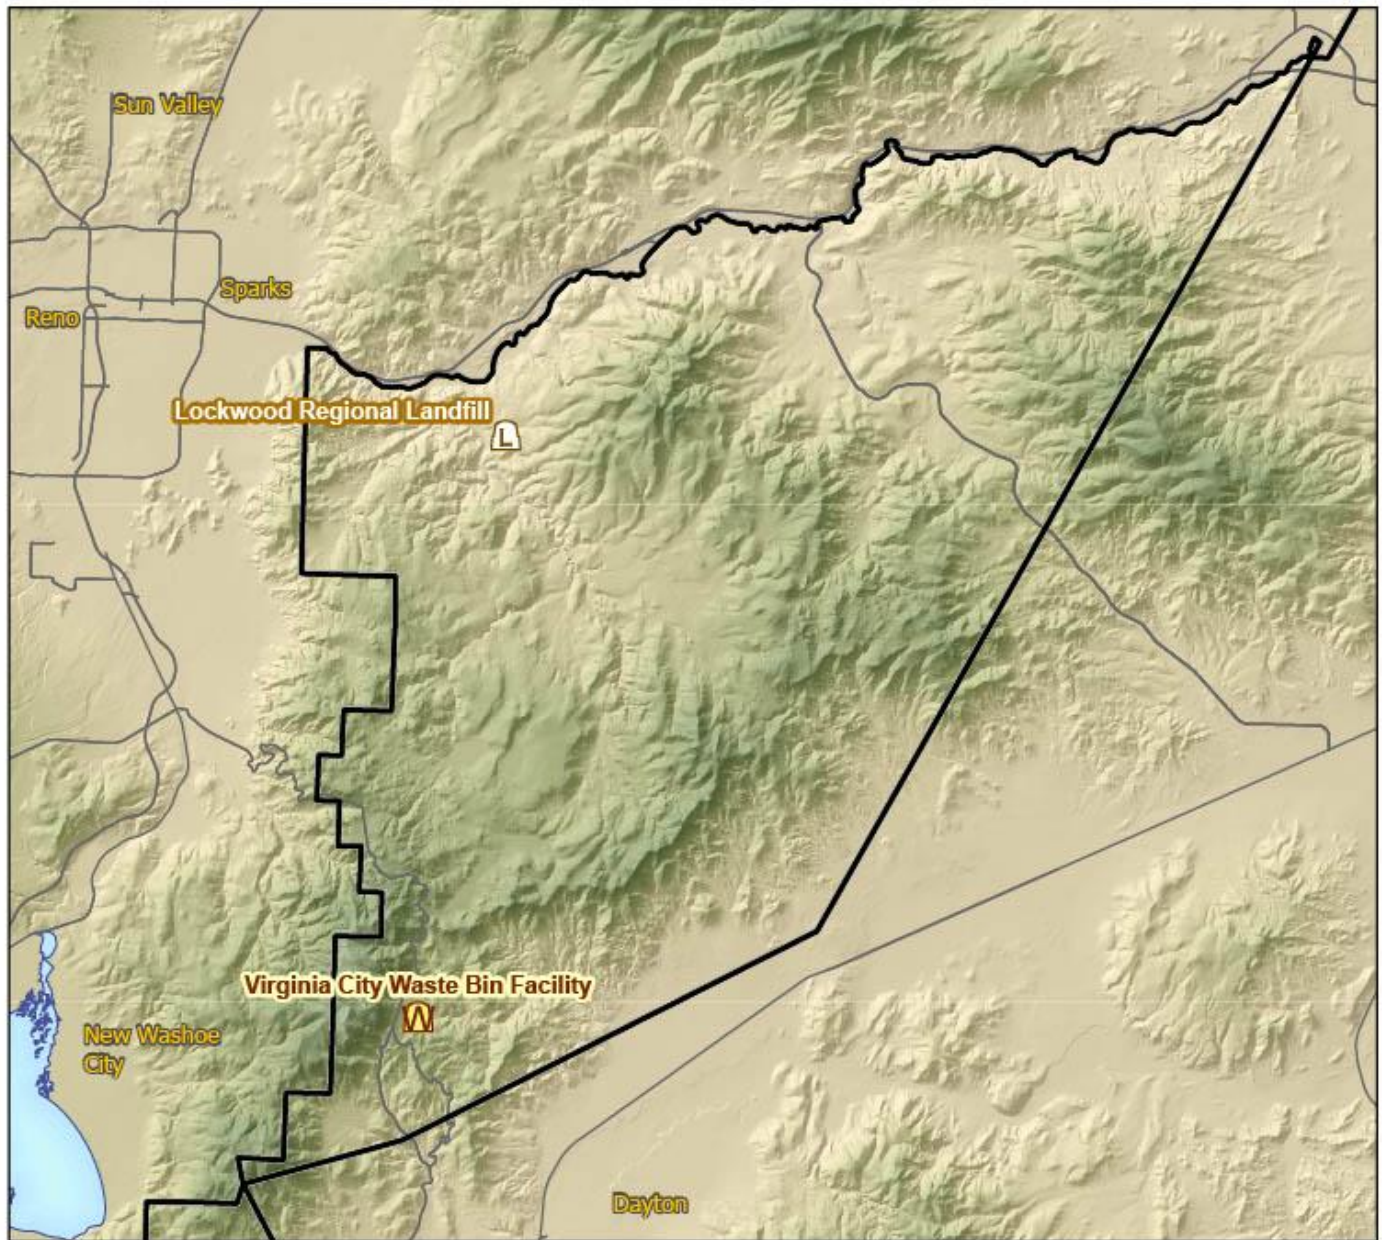 Sun Valley
Sparks
Reno
Lockwood Regional Landfill
L
Virginia City Waste Bin Facility
W
New Washoe
City
Dayton